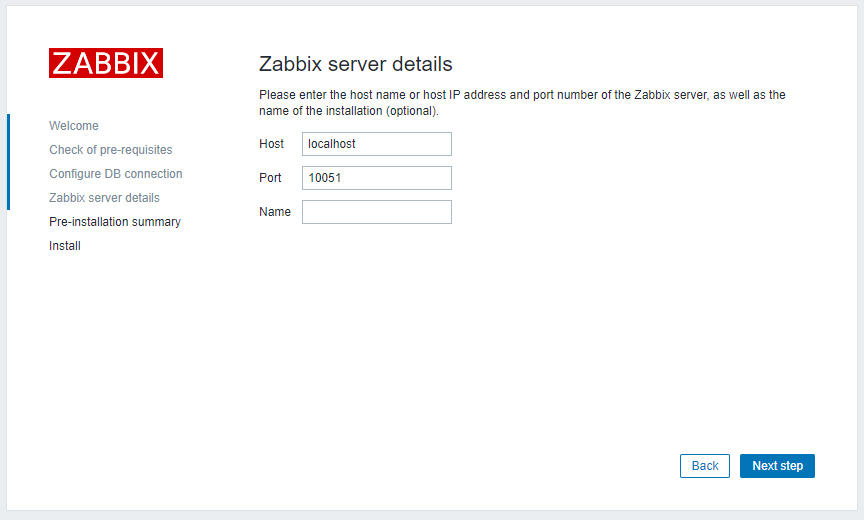 ZABBIX
Welcome
Check of pre-requisites
Configure DB connection
Zabbix server details
Pre-installation summary
Install
Zabbix server details
Please enter the host name or host IP address and port number of the Zabbix server, as well as the
name of the installation (optional).
Host localhost
Port 10051
Name
Back Next step